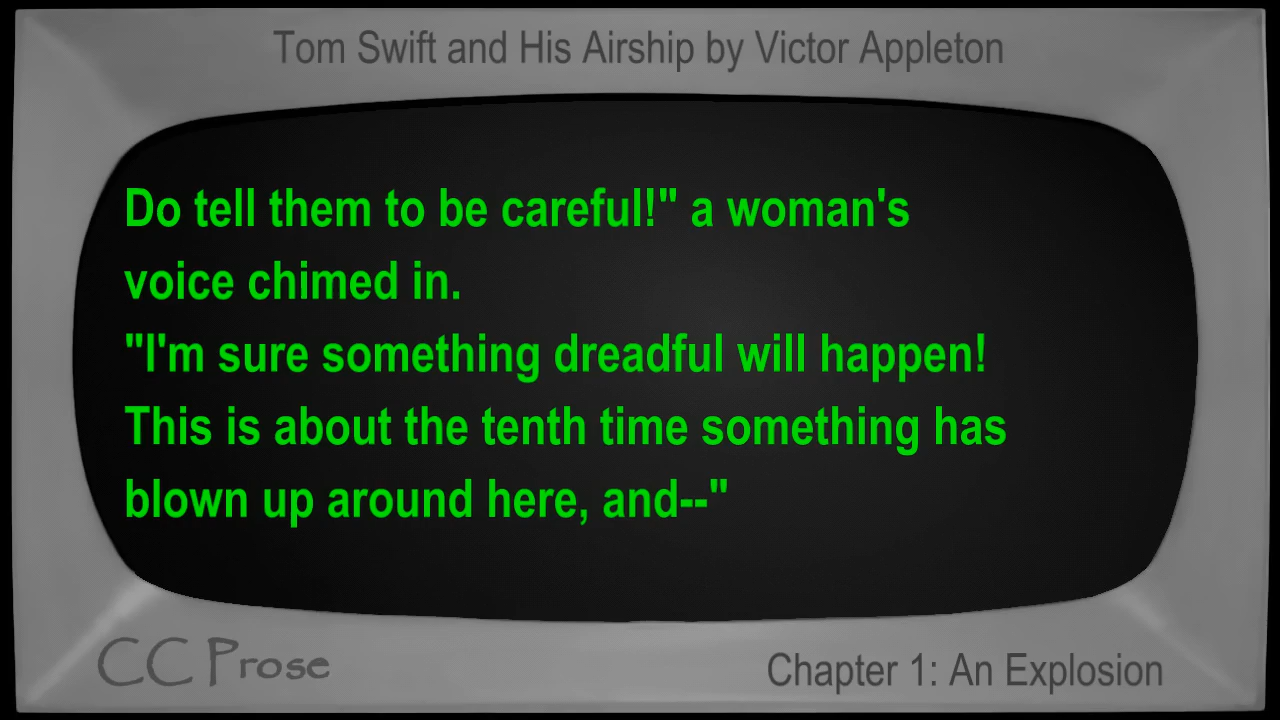 Tom Swift and His Airship by Victor Appleton
Do tell them to be careful!" a woman's
voice chimed in.
"I'm sure something dreadful will happen!
This is about the tenth time something has
blown up around here, and--"
CC Prose
Chapter 1: An Explosion